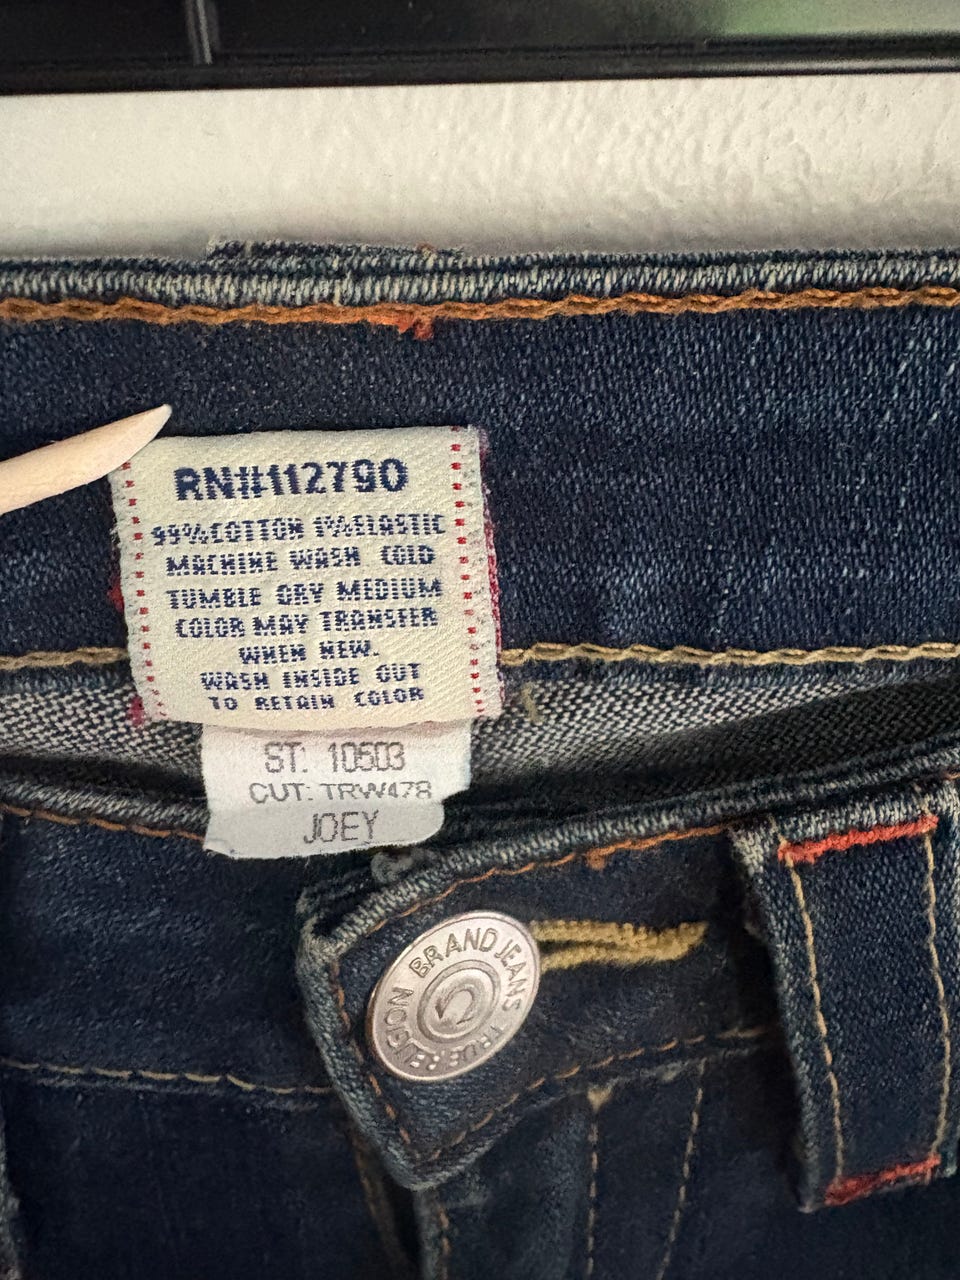 RN#112790
99%COTTON 1%ELASTIC
MACHINE WASH COLD
TUMBLE DRY MEDIUM
COLOR MAY TRANSFER
WHEN NEW.
WASH INSIDE OUT
TO RETAIN COLOR
ST: 10503
CUT: TRW478
JOEY
TRUE RELIGION BRAND JEANS